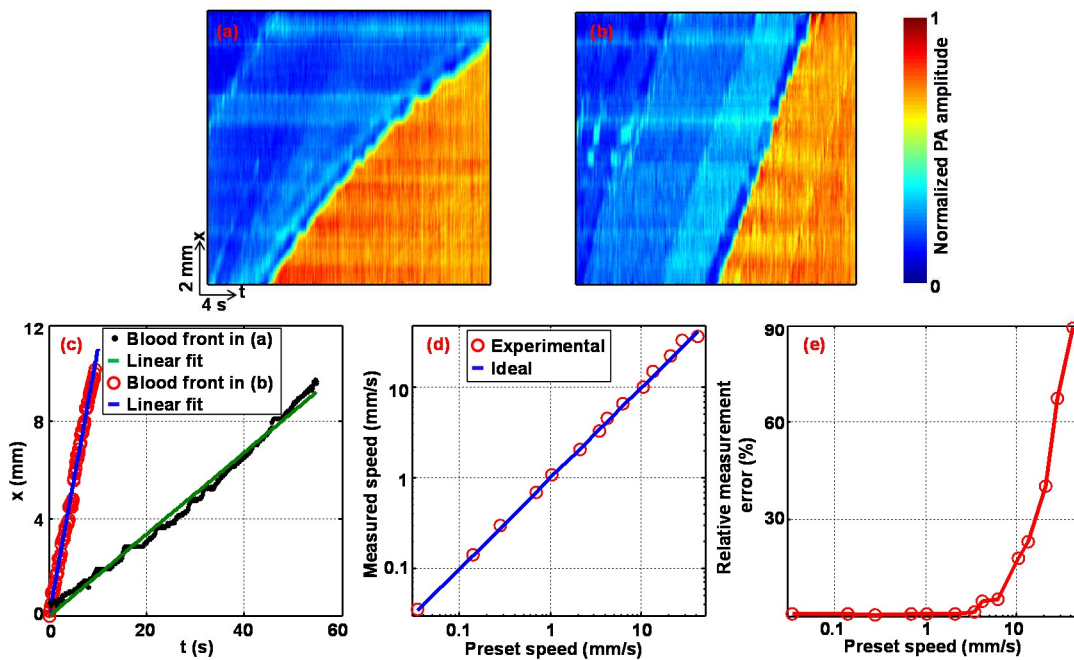 (a)
(b)
1
0
Normalized PA amplitude
x
2 mm
4 s
t
(c)
Blood front in (a)
Linear fit
Blood front in (b)
Linear fit
12
8
4
0
x (mm)
0
20
40
60
t (s)
(d)
Experimental
Ideal
10
1
0.1
Measured speed (mm/s)
0.1
1
10
Preset speed (mm/s)
(e)
90
60
30
Relative measurement
error (%)
0.1
1
10
Preset speed (mm/s)